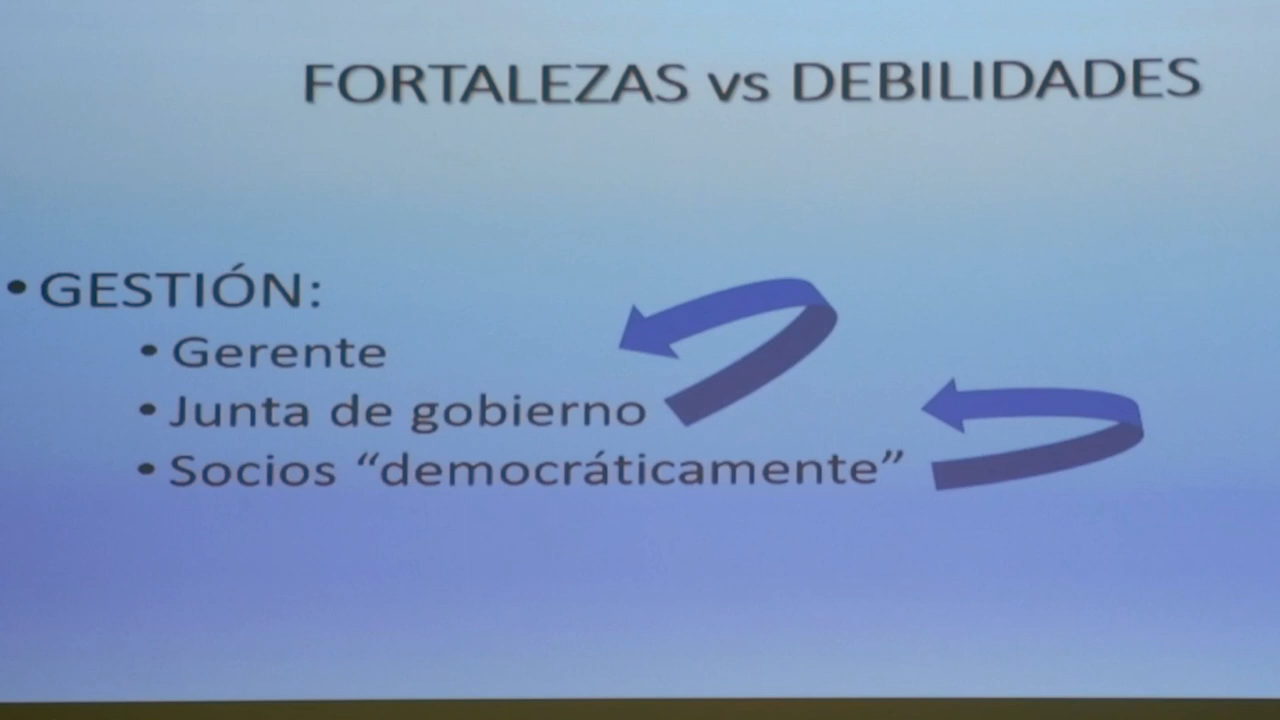 FORTALEZAS vs DEBILIDADES
• GESTIÓN:
• Gerente
• Junta de gobierno
• Socios “democráticamente”